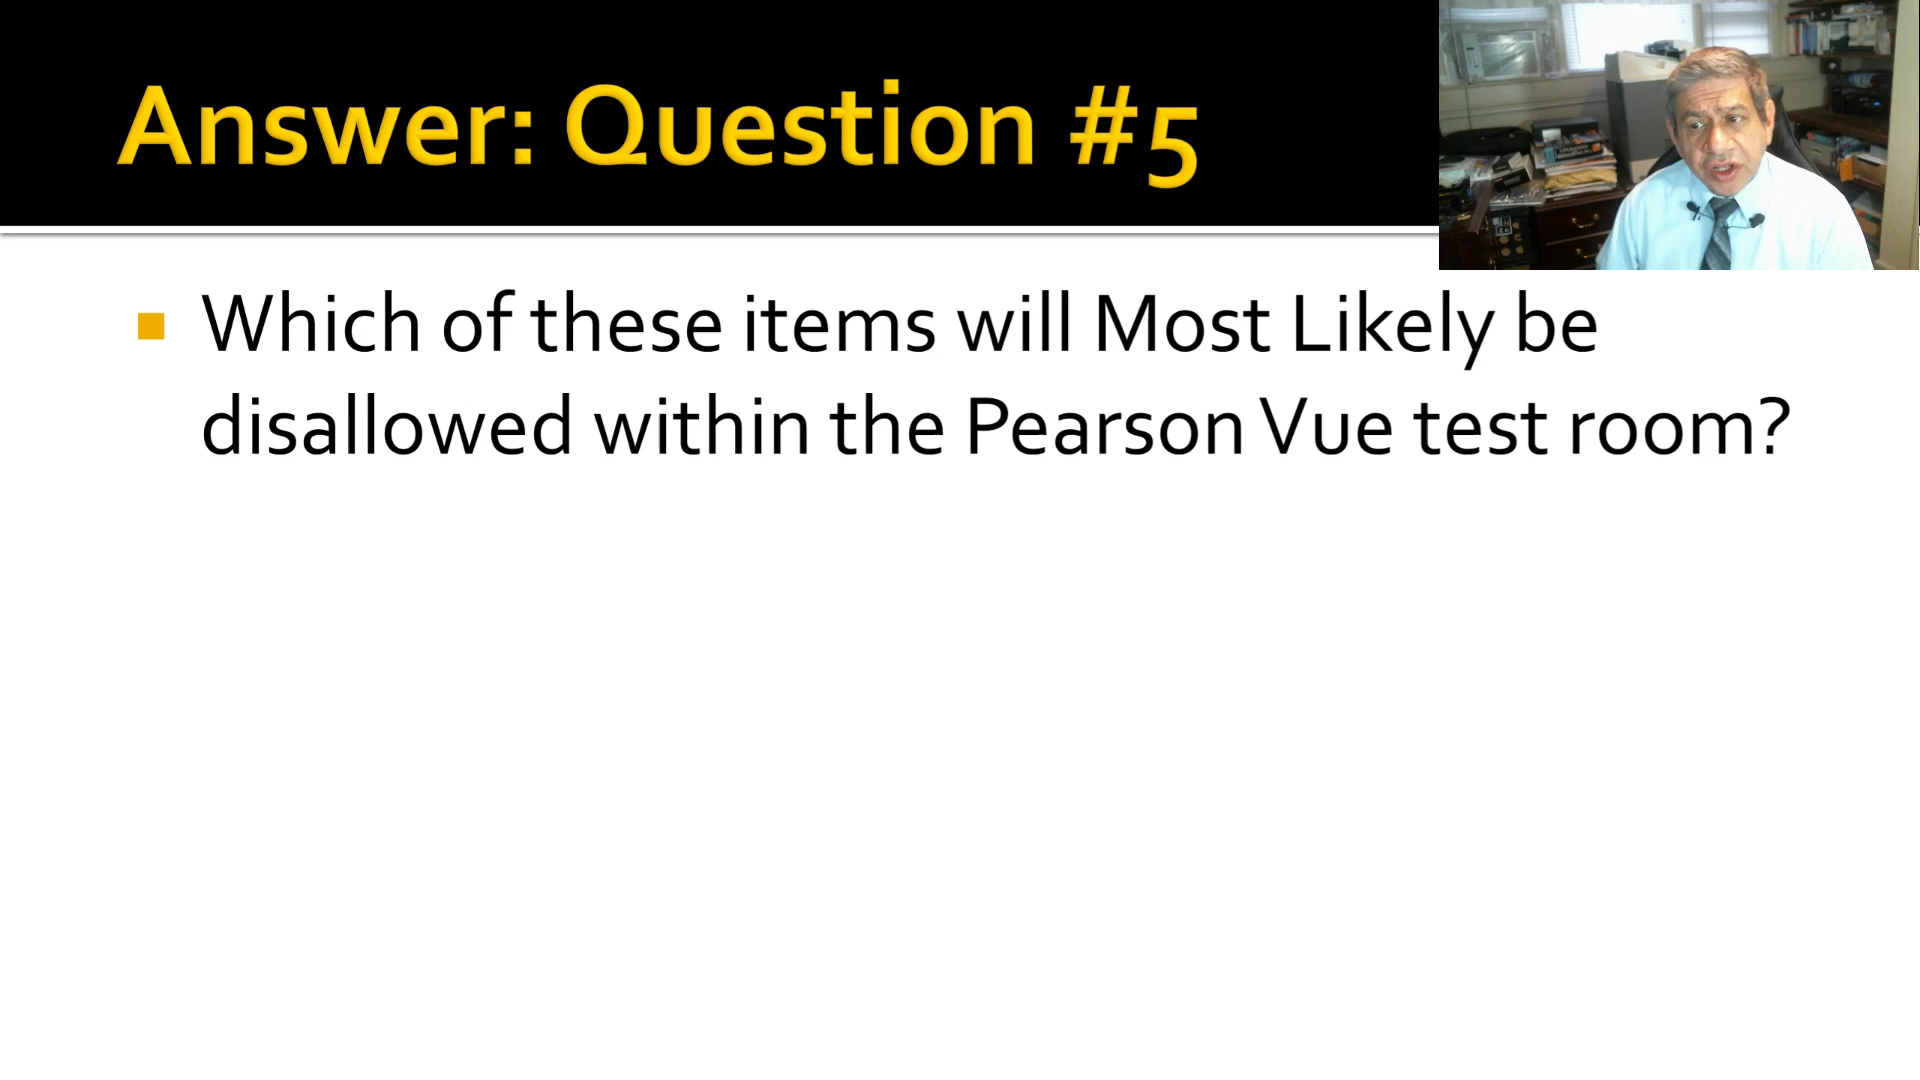 Answer: Question #5
Which of these items will Most Likely be
disallowed within the Pearson Vue test room?